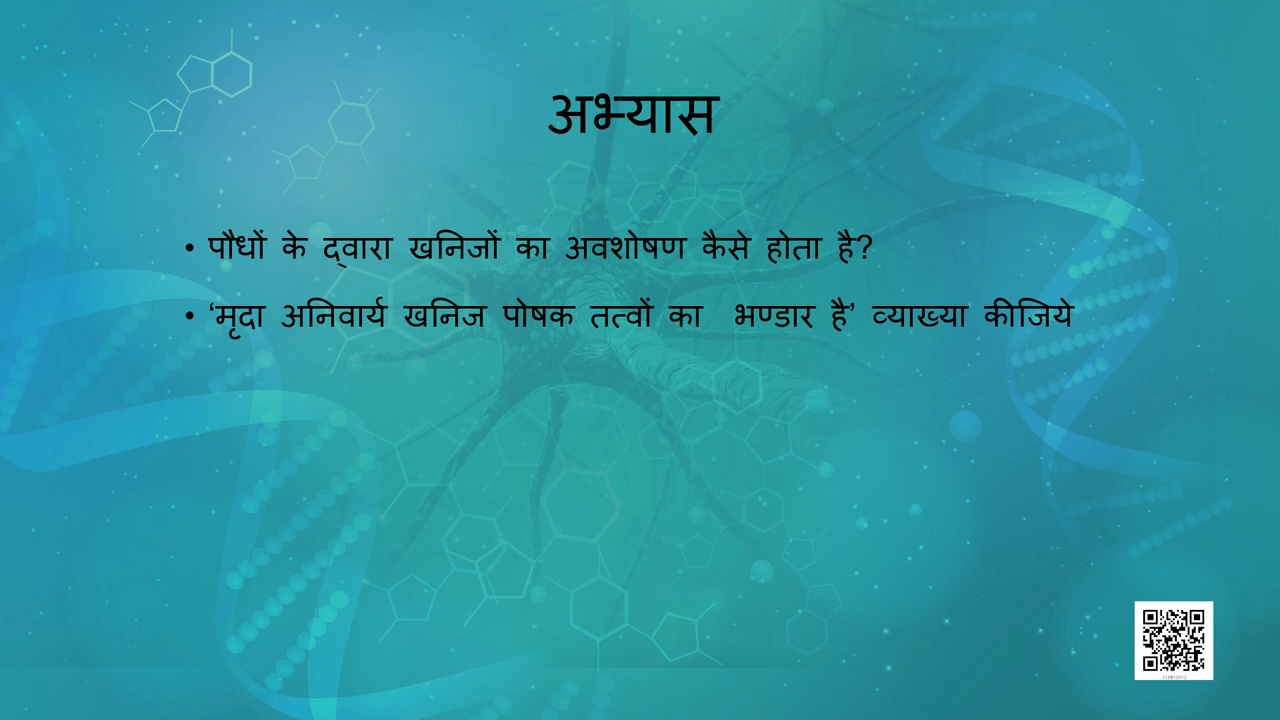 अभ्यास
• पौधों के द्वारा खनिजों का अवशोषण कैसे होता है?
• ‘मृदा अनिवार्य खनिज पोषक तत्वों का भण्डार है’ व्याख्या कीजिये